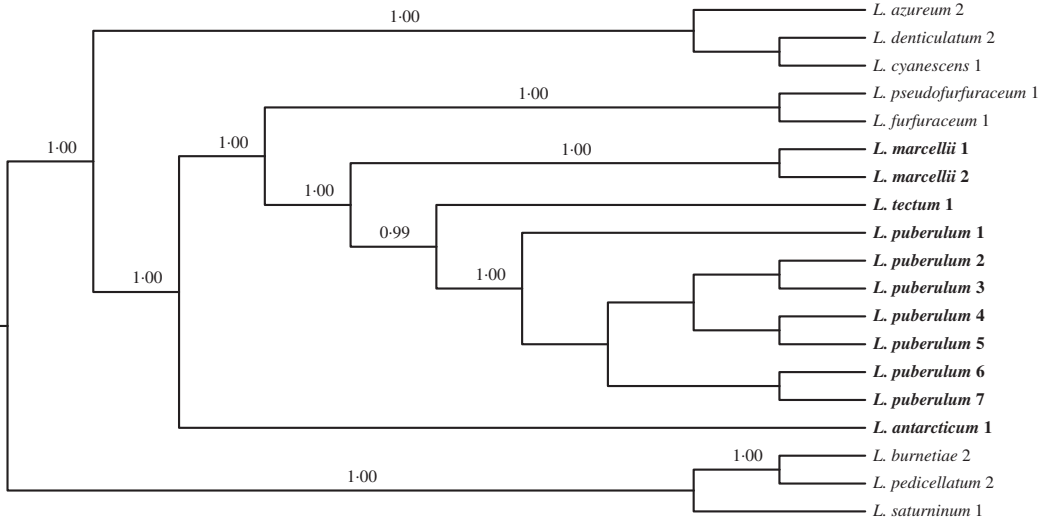 1·00
L. azureum 2
L. denticulatum 2
L. cyanescens 1
1·00
L. pseudofurfuraceum 1
1·00
L. furfuraceum 1
1·00
1·00
L. marcellii 1
1·00
L. marcellii 2
L. tectum 1
0·99
L. puberulum 1
1·00
L. puberulum 2
1·00
L. puberulum 3
L. puberulum 4
L. puberulum 5
L. puberulum 6
L. puberulum 7
L. antarcticum 1
1·00
L. burnetiae 2
1·00
L. pedicellatum 2
L. saturninum 1